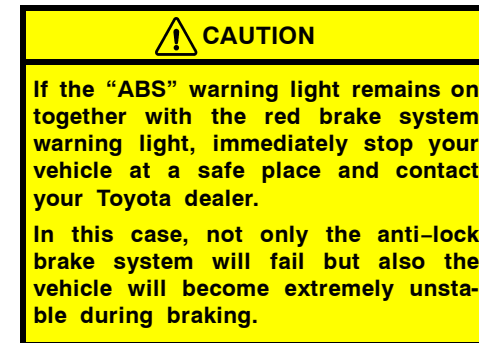 CAUTION
If the “ABS” warning light remains on
together with the red brake system
warning light, immediately stop your
vehicle at a safe place and contact
your Toyota dealer.
In this case, not only the anti−lock
brake system will fail but also the
vehicle will become extremely unsta-
ble during braking.